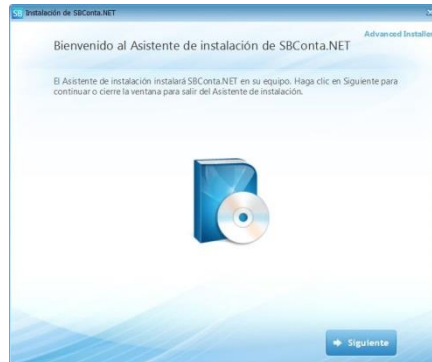 SB Instalación de SBConta.NET
Advanced Installer
Bienvenido al Asistente de instalación de SBConta.NET
El Asistente de instalación instalará SBConta.NET en su equipo. Haga clic en Siguiente para
continuar o cierre la ventana para salir del Asistente de instalación.
Siguiente